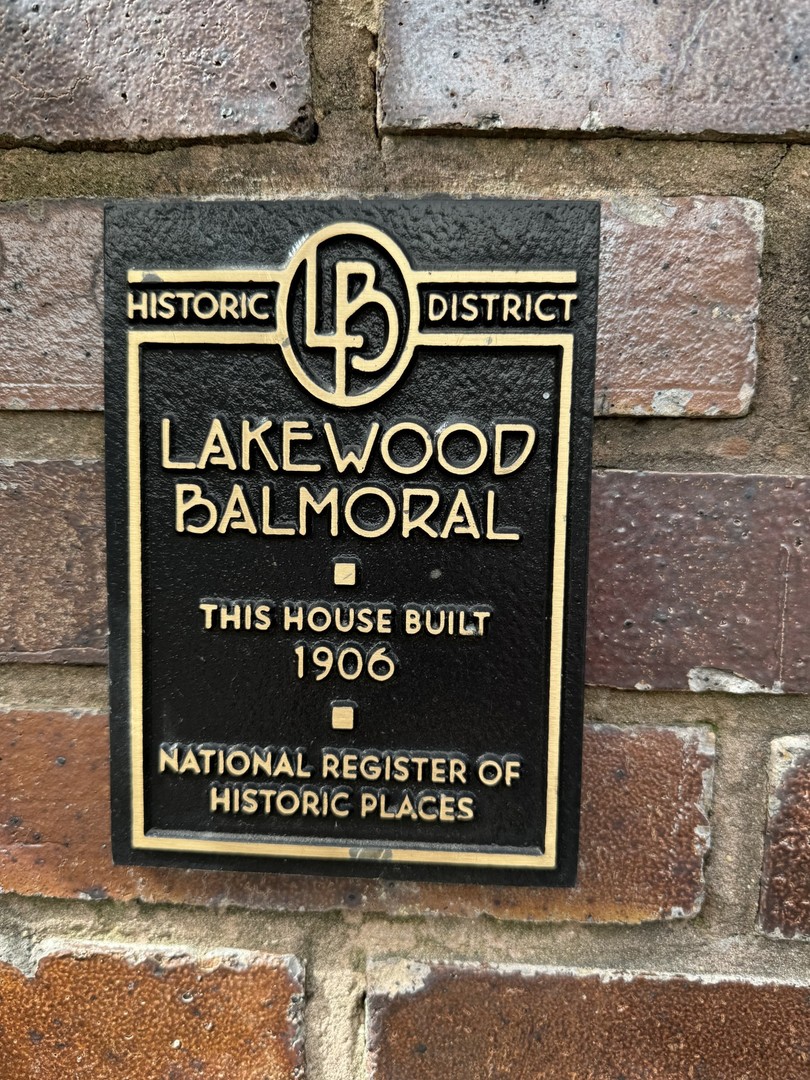 LB
HISTORIC DISTRICT
LAKEWOOD
BALMORAL
THIS HOUSE BUILT
1906
NATIONAL REGISTER OF
HISTORIC PLACES